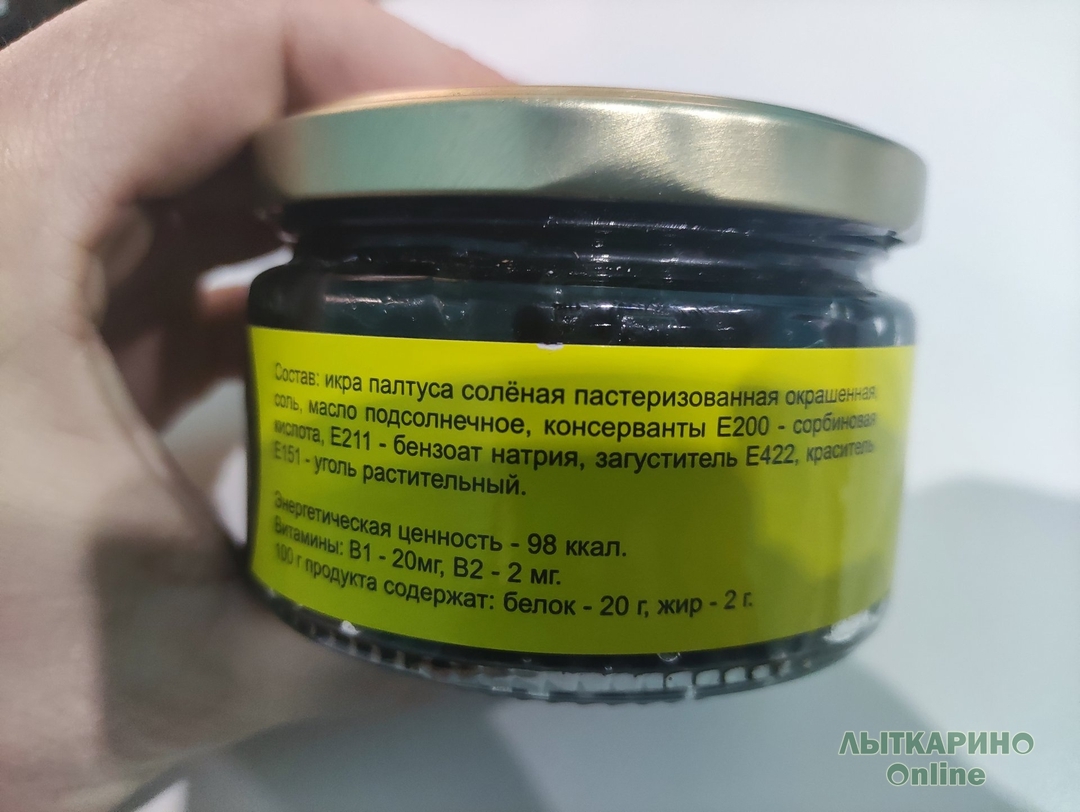 Состав: икра палтуса солёная пастеризованная окрашенная,
соль, масло подсолнечное, консерванты Е200 - сорбиновая
кислота, Е211 - бензоат натрия, загуститель Е422, краситель
Е151 - уголь растительный.
Энергетическая ценность - 98 ккал.
Витамины: В1 - 20мг, В2 - 2 мг.
100 г продукта содержат: белок - 20 г, жир - 2 г.
ЛЫТКАРИНО
Online